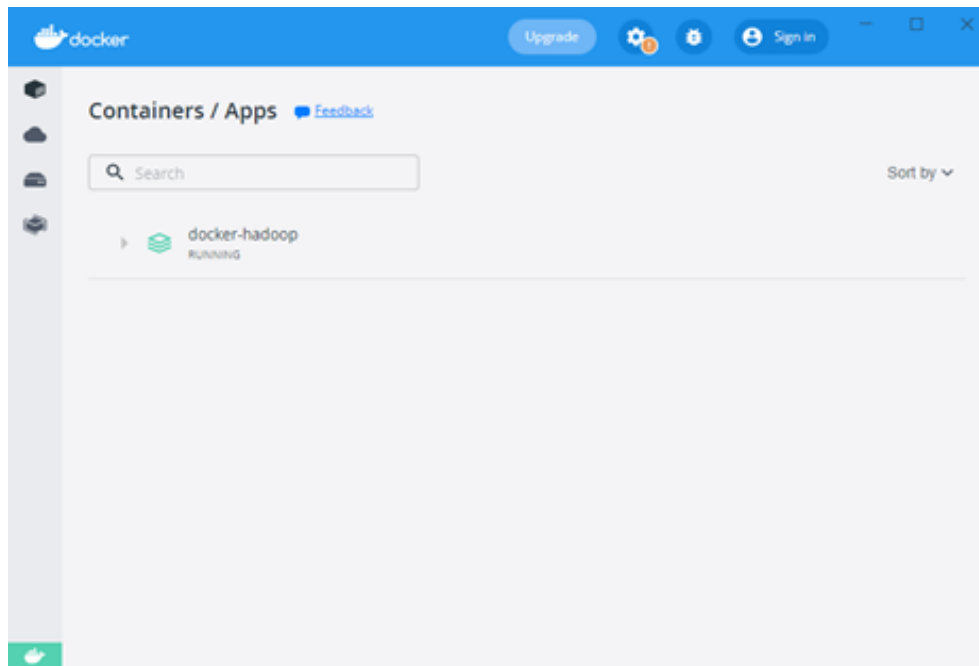 docker
Upgrade
Sign in
Containers / Apps Feedback
Search
Sort by
docker-hadoop
RUNNING